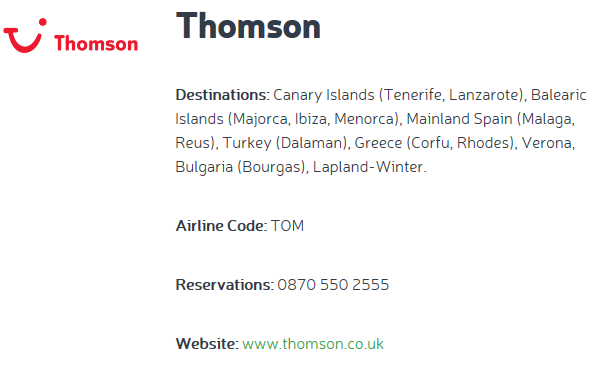 Thomson
Thomson
Destinations: Canary Islands (Tenerife, Lanzarote), Balearic
Islands (Majorca, Ibiza, Menorca), Mainland Spain (Malaga,
Reus), Turkey (Dalaman), Greece (Corfu, Rhodes), Verona,
Bulgaria (Bourgas), Lapland-Winter.
Airline Code: TOM
Reservations: 0870 550 2555
Website: www.thomson.co.uk